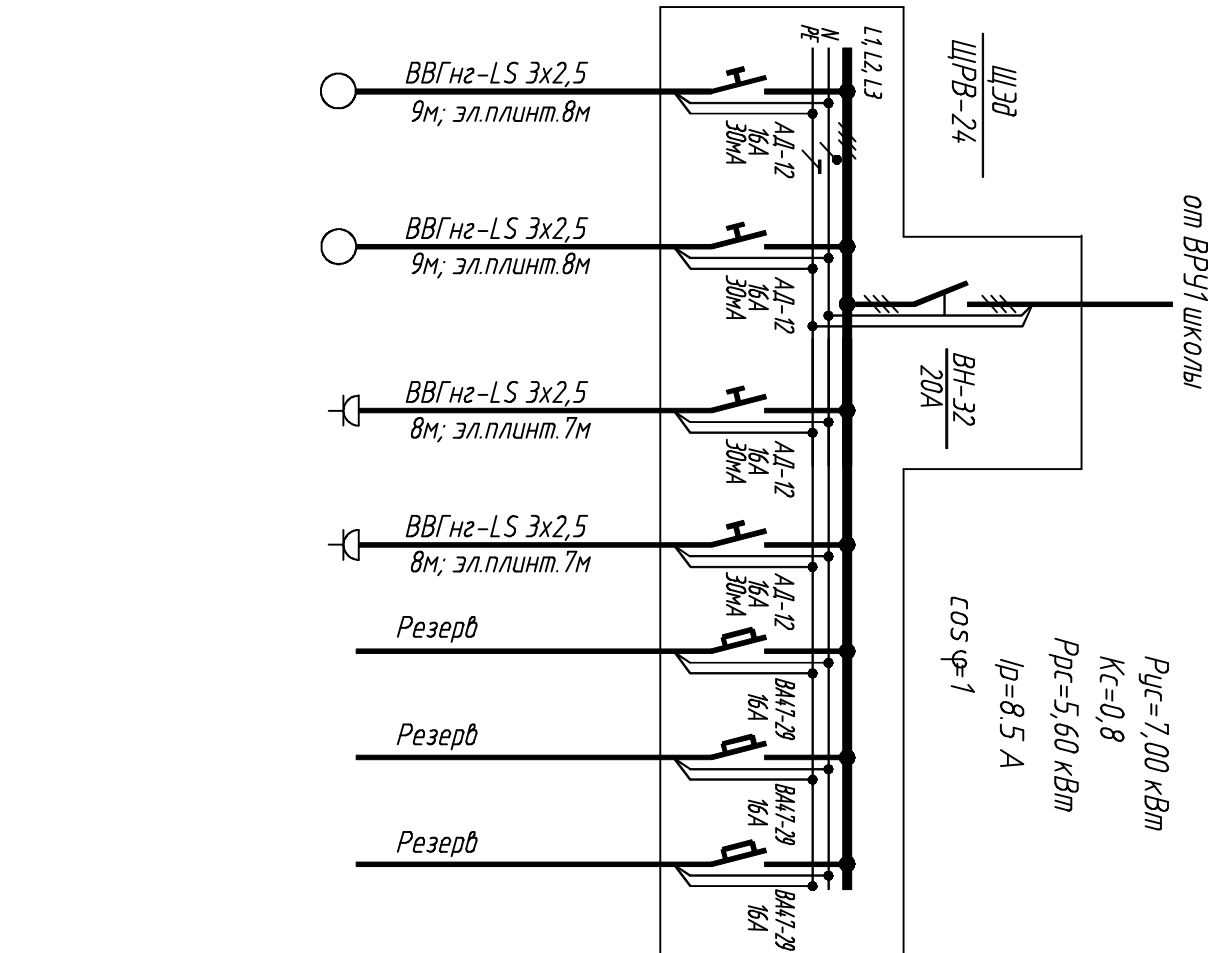 L1, L2, L3
N
PE
ЩЭд
ЩРВ-24
от ВРУ1 школы
ВВГнг-LS 3х2,5
9м; эл.плинт.8м
АД-12
16А
30мА
ВВГнг-LS 3х2,5
9м; эл.плинт.8м
АД-12
16А
30мА
ВН-32
20А
ВВГнг-LS 3х2,5
8м; эл.плинт.7м
АД-12
16А
30мА
ВВГнг-LS 3х2,5
8м; эл.плинт.7м
АД-12
16А
30мА
Резерв
ВА47-29
16А
Резерв
ВА47-29
16А
Резерв
ВА47-29
16А
Рус=7,00 кВт
Кс=0,8
Ррс=5,60 кВт
Iр=8.5 А
cos φ=1